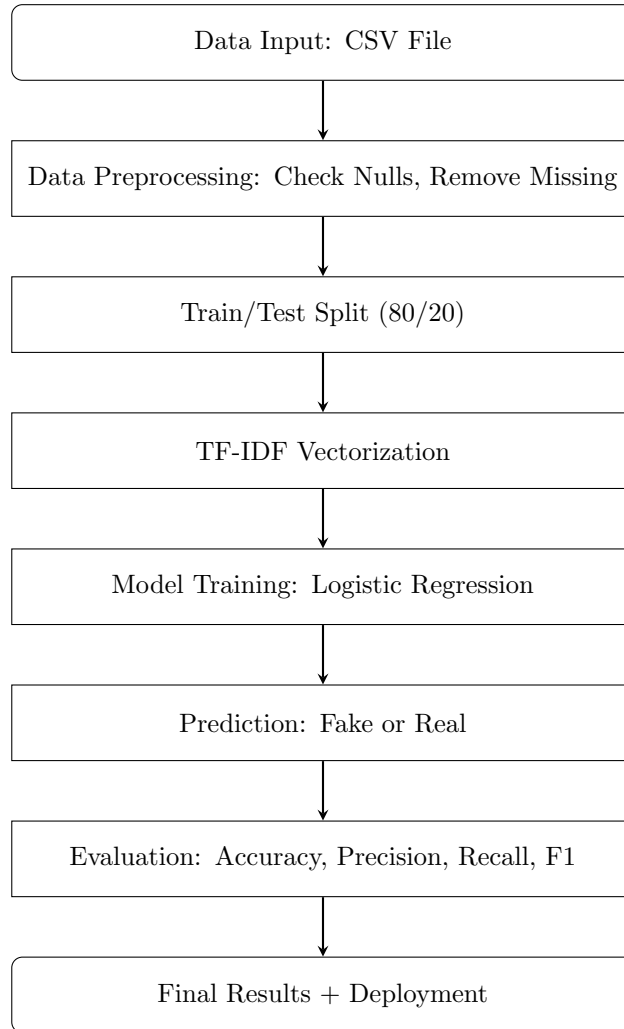 Data Input: CSV File
Data Preprocessing: Check Nulls, Remove Missing
Train/Test Split (80/20)
TF-IDF Vectorization
Model Training: Logistic Regression
Prediction: Fake or Real
Evaluation: Accuracy, Precision, Recall, F1
Final Results + Deployment